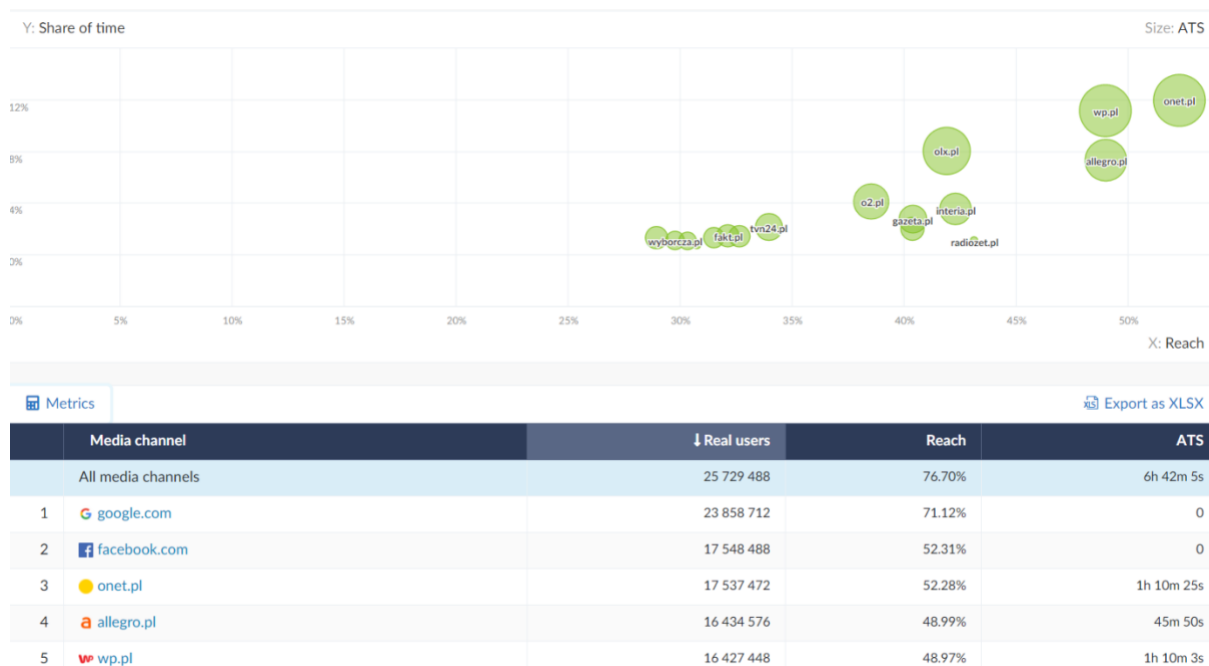 Y: Share of time
Size: ATS
12%
onet.pl
wp.pl
8%
olx.pl
allegro.pl
4%
o2.pl
interia.pl
gazeta.pl
tvn24.pl
fakt.pl
wyborcza.pl
radiozet.pl
0%
0% 5% 10% 15% 20% 25% 30% 35% 40% 45% 50%
X: Reach
Metrics
XLS Export as XLSX
Media channel ↓ Real users Reach ATS
All media channels 25 729 488 76.70% 6h 42m 5s
1 G google.com 23 858 712 71.12% 0
2 f facebook.com 17 548 488 52.31% 0
3 onet.pl 17 537 472 52.28% 1h 10m 25s
4 a allegro.pl 16 434 576 48.99% 45m 50s
5 wp wp.pl 16 427 448 48.97% 1h 10m 3s